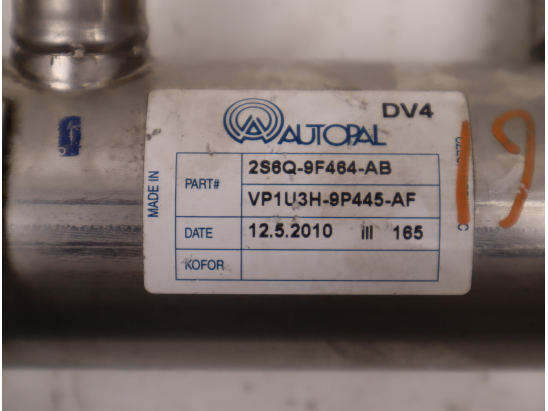 DV4
AUTOPAL
MADE IN
PART#
2S6Q-9F464-AB
VP1U3H-9P445-AF
DATE
12.5.2010 III 165
KOFOR
19